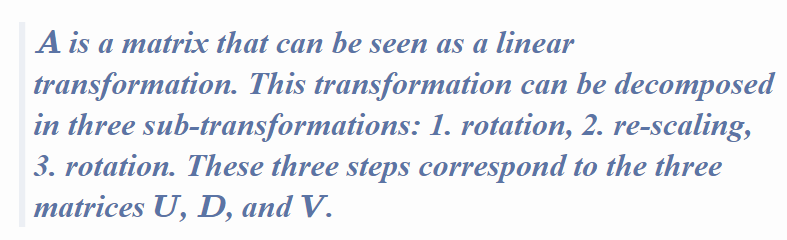 A is a matrix that can be seen as a linear
transformation. This transformation can be decomposed
in three sub-transformations: 1. rotation, 2. re-scaling,
3. rotation. These three steps correspond to the three
matrices U, D, and V.